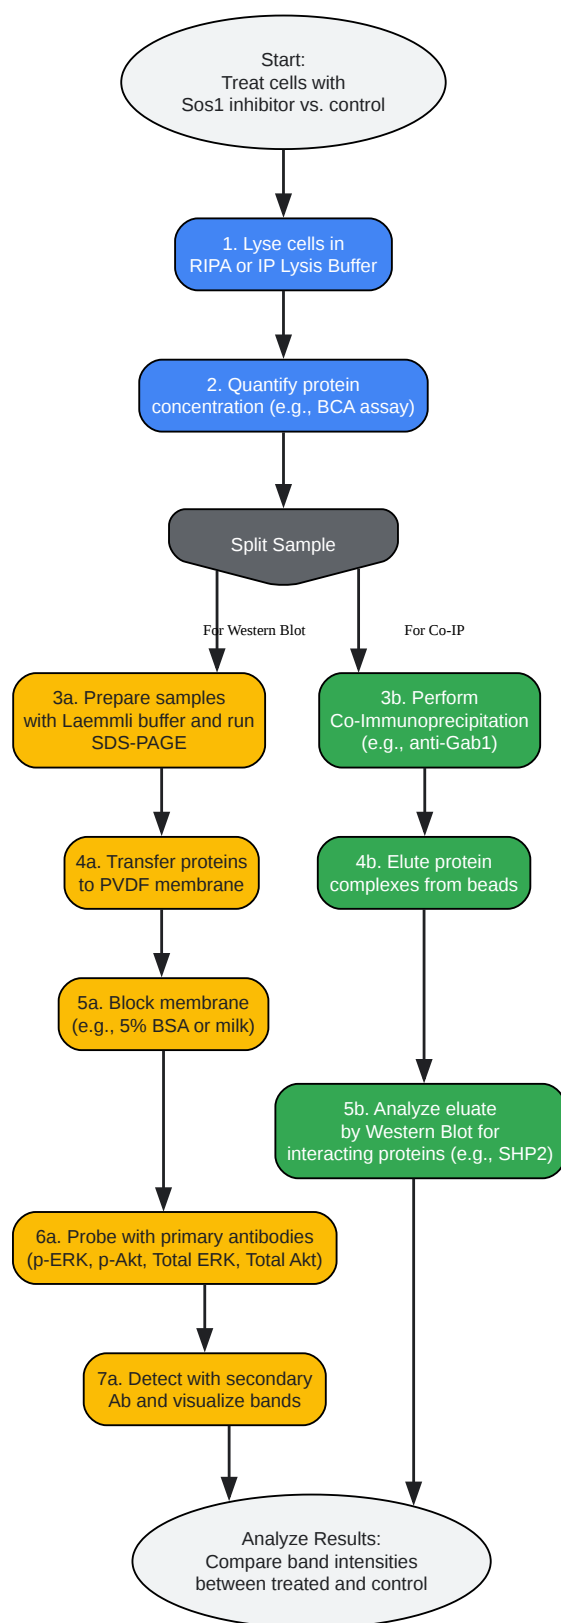 Start:
Treat cells with
Sos1 inhibitor vs. control
1. Lyse cells in
RIPA or IP Lysis Buffer
2. Quantify protein
concentration (e.g., BCA assay)
Split Sample
For Western Blot
For Co-IP
3a. Prepare samples
with Laemmli buffer and run
SDS-PAGE
3b. Perform
Co-Immunoprecipitation
(e.g., anti-Gab1)
4a. Transfer proteins
to PVDF membrane
4b. Elute protein
complexes from beads
5a. Block membrane
(e.g., 5% BSA or milk)
5b. Analyze eluate
by Western Blot for
interacting proteins (e.g., SHP2)
6a. Probe with primary antibodies
(p-ERK, p-Akt, Total ERK, Total Akt)
7a. Detect with secondary
Ab and visualize bands
Analyze Results:
Compare band intensities
between treated and control